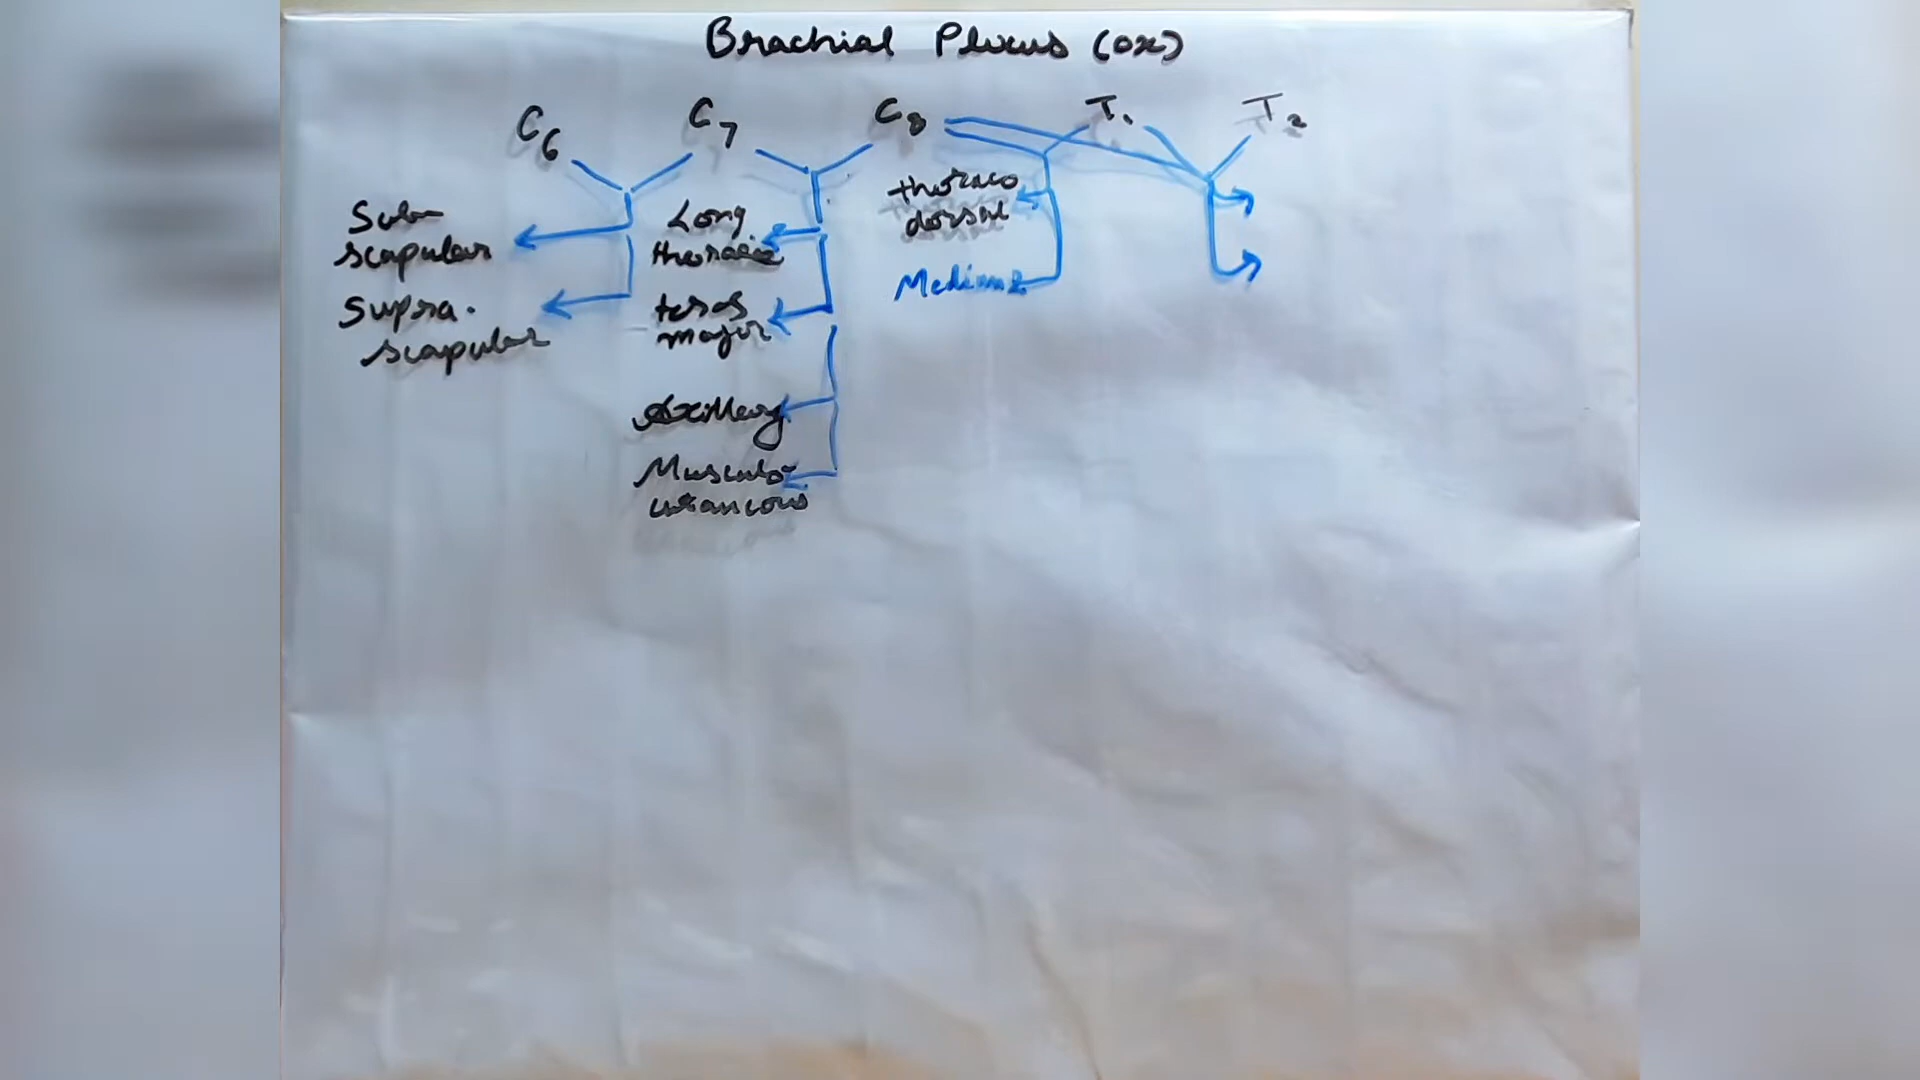 Brachial Plexus (ox)
C6 C7 C8 T1 T2
Sub-
scapular
Supra-
scapular
Long
thoracic
teres
major
Axillary
Musculo-
cutaneous
thoraco
dorsal
Median